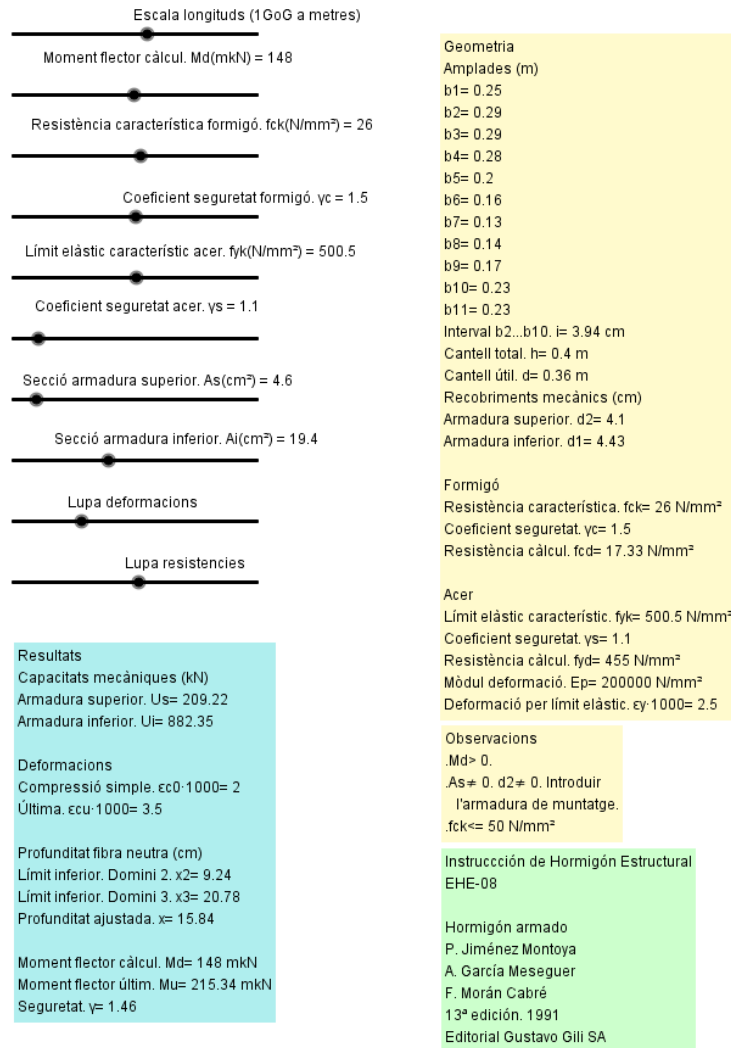 Escala longituds (1GoG a metres)
Moment flector càlcul. Md(mkN) = 148
Resistència característica formigó. fck(N/mm²) = 26
Coeficient seguretat formigó. γc = 1.5
Límit elàstic característic acer. fyk(N/mm²) = 500.5
Coeficient seguretat acer. γs = 1.1
Secció armadura superior. As(cm²) = 4.6
Secció armadura inferior. Ai(cm²) = 19.4
Lupa deformacions
Lupa resistencies
Resultats
Capacitats mecàniques (kN)
Armadura superior. Us= 209.22
Armadura inferior. Ui= 882.35
Deformacions
Compressió simple. εc0·1000= 2
Última. εcu·1000= 3.5
Profunditat fibra neutra (cm)
Límit inferior. Domini 2. x2= 9.24
Límit inferior. Domini 3. x3= 20.78
Profunditat ajustada. x= 15.84
Moment flector càlcul. Md= 148 mkN
Moment flector últim. Mu= 215.34 mkN
Seguretat. γ= 1.46
Geometria
Amplades (m)
b1= 0.25
b2= 0.29
b3= 0.29
b4= 0.28
b5= 0.2
b6= 0.16
b7= 0.13
b8= 0.14
b9= 0.17
b10= 0.23
b11= 0.23
Interval b2...b10. i= 3.94 cm
Cantell total. h= 0.4 m
Cantell útil. d= 0.36 m
Recobriments mecànics (cm)
Armadura superior. d2= 4.1
Armadura inferior. d1= 4.43
Formigó
Resistència característica. fck= 26 N/mm²
Coeficient seguretat. γc= 1.5
Resistència càlcul. fcd= 17.33 N/mm²
Acer
Límit elàstic característic. fyk= 500.5 N/mm²
Coeficient seguretat. γs= 1.1
Resistència càlcul. fyd= 455 N/mm²
Mòdul deformació. Ep= 200000 N/mm²
Deformació per límit elàstic. εy·1000= 2.5
Observacions
.Md> 0.
.As≠ 0. d2≠ 0. Introduir
l'armadura de muntatge.
.fck<= 50 N/mm²
Instruccción de Hormigón Estructural
EHE-08
Hormigón armado
P. Jiménez Montoya
A. García Meseguer
F. Morán Cabré
13ª edición. 1991
Editorial Gustavo Gili SA